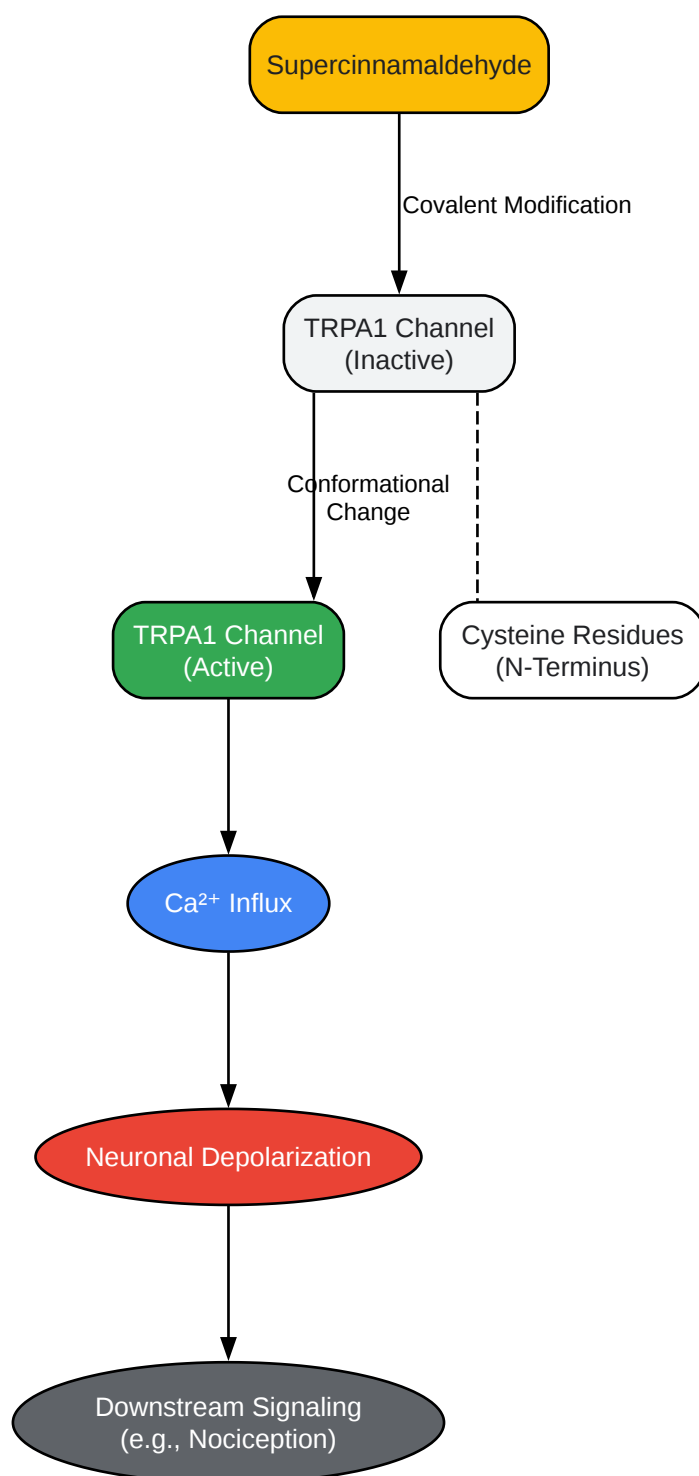 Supercinnamaldehyde
Covalent Modification
TRPA1 Channel
(Inactive)
Conformational
Change
TRPA1 Channel
(Active)
Cysteine Residues
(N-Terminus)
Ca²⁺ Influx
Neuronal Depolarization
Downstream Signaling
(e.g., Nociception)